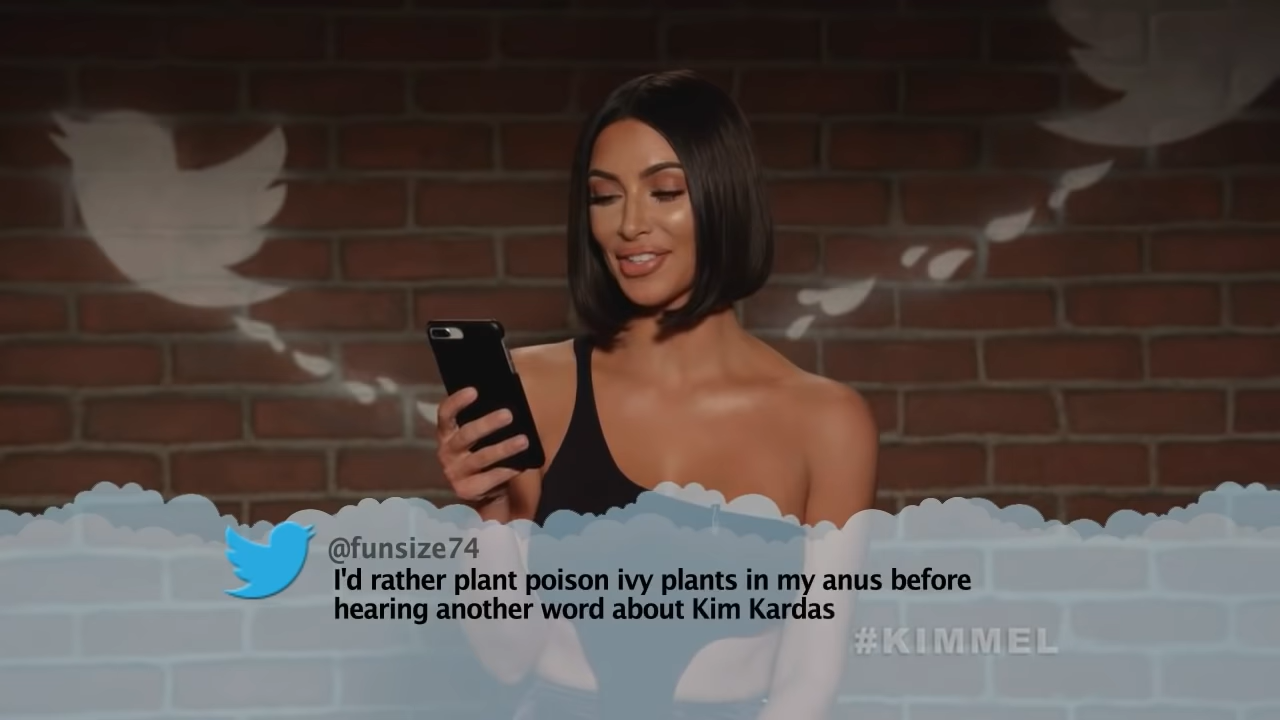 @funsize74
I'd rather plant poison ivy plants in my anus before
hearing another word about Kim Kardas
#KIMMEL